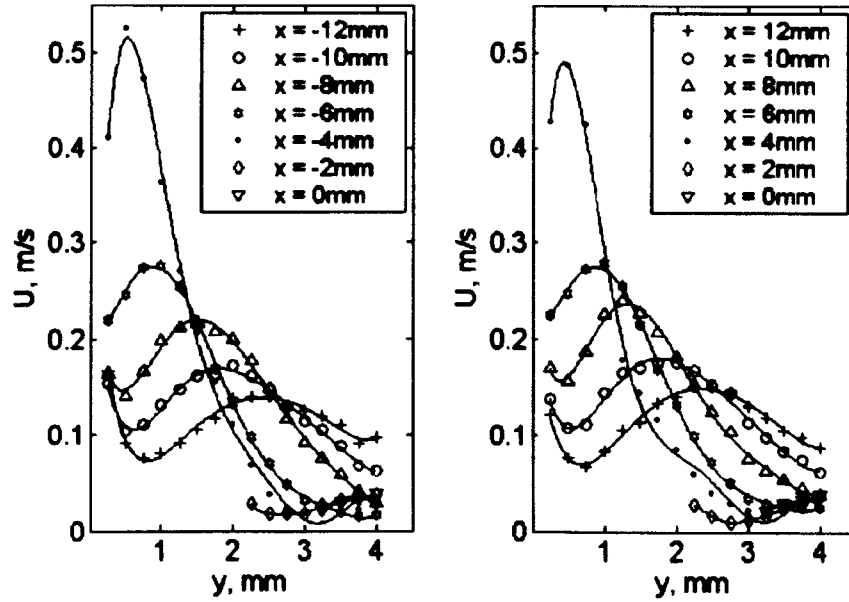 0.5
0.4
0.3
0.2
0.1
0
U, m/s
1 2 3 4
y, mm
x = -12mm
x = -10mm
x = -8mm
x = -6mm
x = -4mm
x = -2mm
x = 0mm
0.5
0.4
0.3
0.2
0.1
0
U, m/s
1 2 3 4
y, mm
x = 12mm
x = 10mm
x = 8mm
x = 6mm
x = 4mm
x = 2mm
x = 0mm